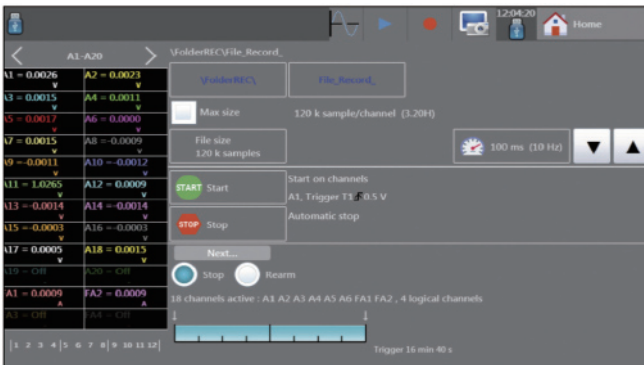 12:04:20
Home
A1-A20
\FolderREC\File_Record_
A1 = 0.0026 V A2 = 0.0023 V
A3 = 0.0015 V A4 = 0.0011 V
A5 = 0.0017 V A6 = 0.0000 V
A7 = 0.0015 V A8 =-0.0009 V
A9 =-0.0011 V A10 =-0.0012 V
A11 = 1.0265 V A12 = 0.0009 V
A13 =-0.0014 V A14 =-0.0014 V
A15 =-0.0003 V A16 =-0.0003 V
A17 = 0.0005 V A18 = 0.0015 V
A19 = Off A20 = Off
FA1 = 0.0009 A FA2 = 0.0009 A
FA3 = Off FA4 = Off
|1 2 3 4|5 6 7 8|9 10 11 12|
\FolderREC\ File_Record_
Max size 120 k sample/channel (3.20H)
File size
120 k samples
100 ms (10 Hz)
START Start
Start on channels
A1, Trigger T1 0.5 V
STOP Stop
Automatic stop
Next...
Stop Rearm
18 channels active : A1 A2 A3 A4 A5 A6 FA1 FA2 , 4 logical channels
Trigger 16 min 40 s